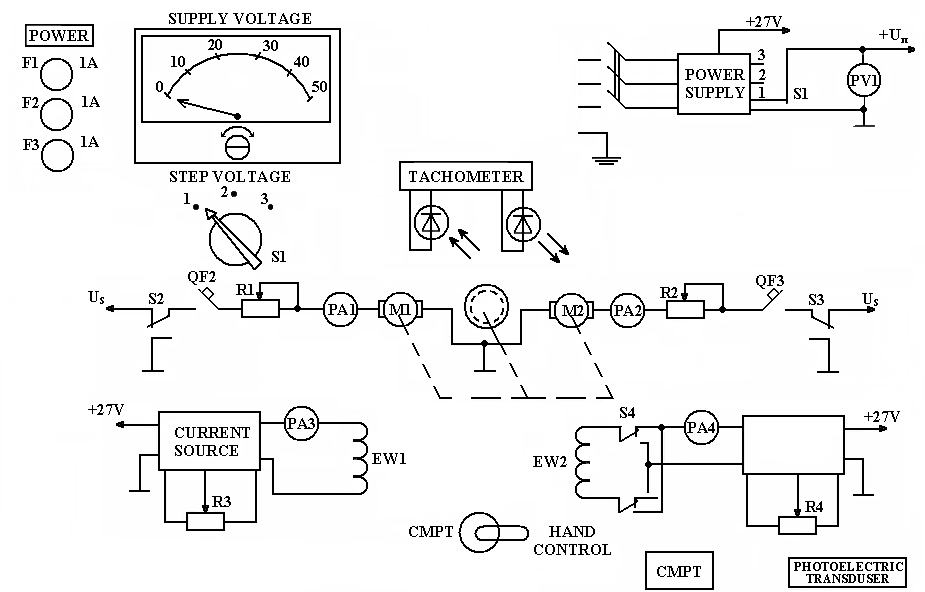 SUPPLY VOLTAGE
POWER
F1 1A
F2 1A
F3 1A
0 10 20 30 40 50
STEP VOLTAGE
1 2 3
S1
+27V
+Uп
POWER
SUPPLY
3
2
1
S1
PV1
TACHOMETER
Us
S2
QF2
R1
PA1
M1
M2
PA2
R2
QF3
S3
Us
+27V
CURRENT
SOURCE
PA3
EW1
R3
EW2
S4
PA4
+27V
R4
CMPT
HAND
CONTROL
CMPT
PHOTOELECTRIC
TRANSDUSER